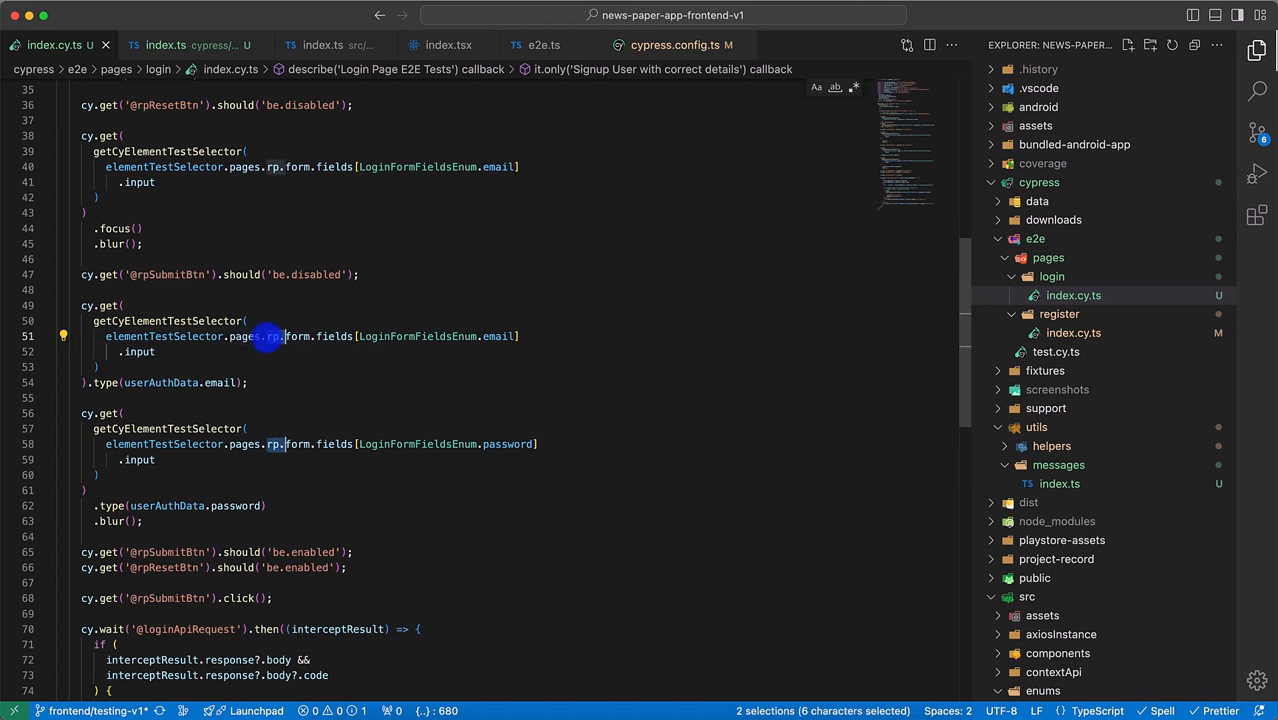 news-paper-app-frontend-v1
index.cy.ts U
index.ts cypress/... U
index.ts src/...
index.tsx
e2e.ts
cypress.config.ts M
EXPLORER: NEWS-PAPER...
cypress > e2e > pages > login > index.cy.ts > describe('Login Page E2E Tests') callback > it.only('Signup User with correct details') callback
35
36 cy.get('@rpResetBtn').should('be.disabled');
37
38 cy.get(
39 getCyElementTestSelector(
40 elementTestSelector.pages.rp.form.fields[LoginFormFieldsEnum.email]
41 .input
42 )
43 )
44 .focus()
45 .blur();
46
47 cy.get('@rpSubmitBtn').should('be.disabled');
48
49 cy.get(
50 getCyElementTestSelector(
51 elementTestSelector.pages.rp.form.fields[LoginFormFieldsEnum.email]
52 .input
53 )
54 ).type(userAuthData.email);
55
56 cy.get(
57 getCyElementTestSelector(
58 elementTestSelector.pages.rp.form.fields[LoginFormFieldsEnum.password]
59 .input
60 )
61 )
62 .type(userAuthData.password)
63 .blur();
64
65 cy.get('@rpSubmitBtn').should('be.enabled');
66 cy.get('@rpResetBtn').should('be.enabled');
67
68 cy.get('@rpSubmitBtn').click();
69
70 cy.wait('@loginApiRequest').then((interceptResult) => {
71 if (
72 interceptResult.response?.body &&
73 interceptResult.response?.body?.code
74 ) {
Aa ab .*
.history
.vscode
android
assets
bundled-android-app
coverage
cypress
data
downloads
e2e
pages
login
index.cy.ts U
register
index.cy.ts M
test.cy.ts
fixtures
screenshots
support
utils
helpers
messages
TS index.ts U
dist
node_modules
playstore-assets
project-record
public
src
assets
axiosInstance
components
contextApi
enums
6
frontend/testing-v1* Launchpad 0 0 1 0 {..} : 680 2 selections (6 characters selected) Spaces: 2 UTF-8 LF {} TypeScript Spell Prettier